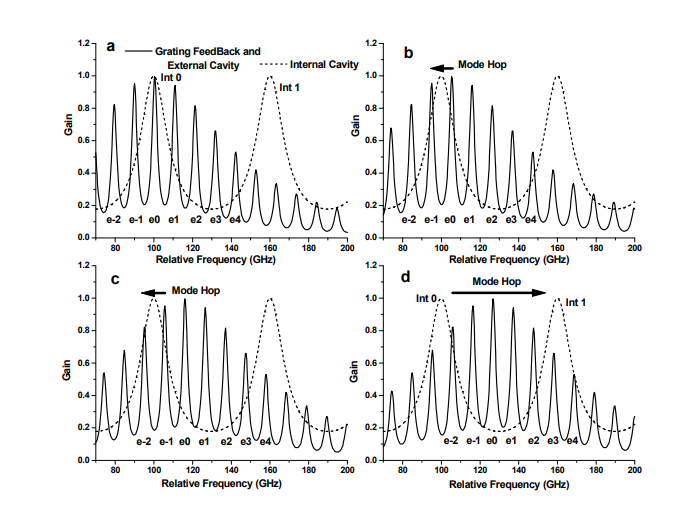 a
Grating FeedBack and
External Cavity
Internal Cavity
Int 0
Int 1
Gain
1.2
1.0
0.8
0.6
0.4
0.2
0.0
e-2 e-1 e0 e1 e2 e3 e4
80 100 120 140 160 180 200
Relative Frequency (GHz)
b
Mode Hop
Gain
1.2
1.0
0.8
0.6
0.4
0.2
0.0
e-2 e-1 e0 e1 e2 e3 e4
80 100 120 140 160 180 200
Relative Frequency (GHz)
c
Mode Hop
Gain
1.2
1.0
0.8
0.6
0.4
0.2
0.0
e-2 e-1 e0 e1 e2 e3 e4
80 100 120 140 160 180 200
Relative Frequency (GHz)
d
Mode Hop
Int 0
Int 1
Gain
1.2
1.0
0.8
0.6
0.4
0.2
0.0
e-2 e-1 e0 e1 e2 e3 e4
80 100 120 140 160 180 200
Relative Frequency (GHz)